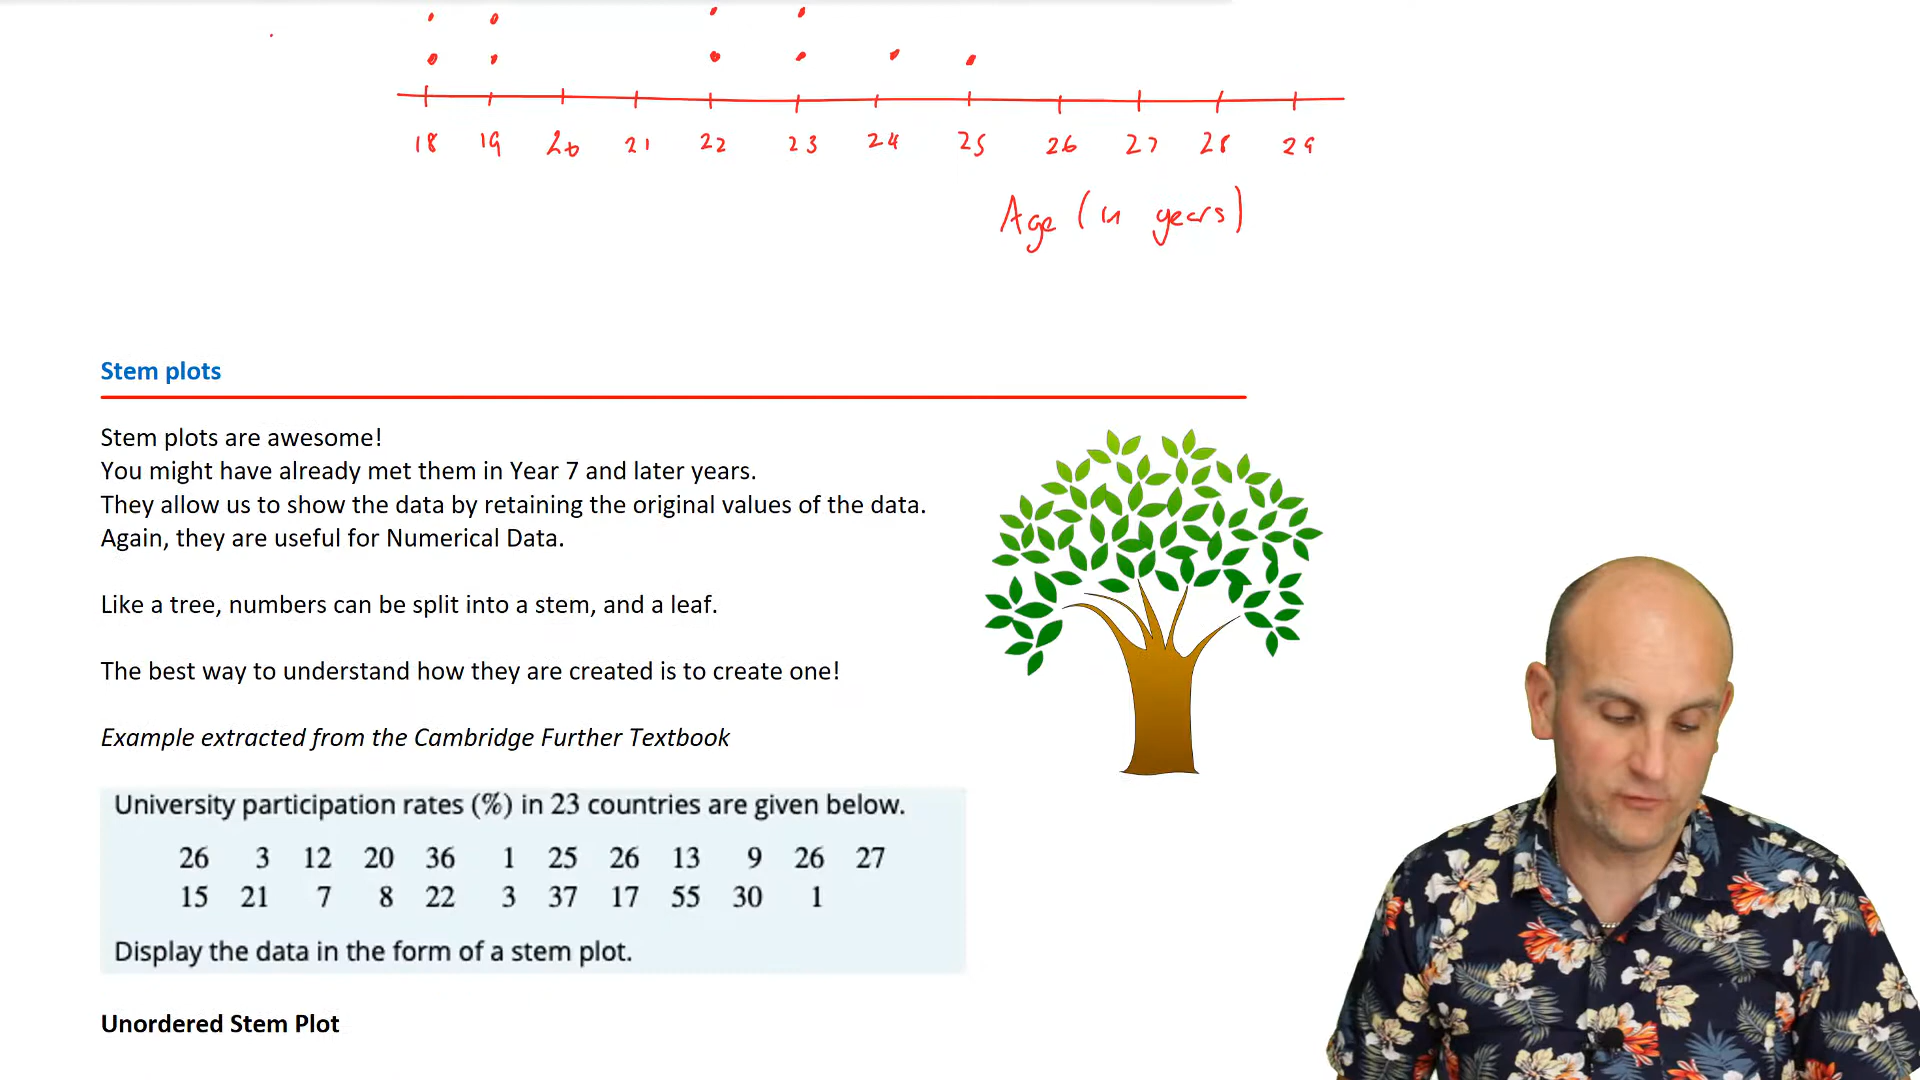 18 19 20 21 22 23 24 25 26 27 28 29
Age (in years)
Stem plots
Stem plots are awesome!
You might have already met them in Year 7 and later years.
They allow us to show the data by retaining the original values of the data.
Again, they are useful for Numerical Data.
Like a tree, numbers can be split into a stem, and a leaf.
The best way to understand how they are created is to create one!
Example extracted from the Cambridge Further Textbook
University participation rates (%) in 23 countries are given below.
26 3 12 20 36 1 25 26 13 9 26 27
15 21 7 8 22 3 37 17 55 30 1
Display the data in the form of a stem plot.
Unordered Stem Plot